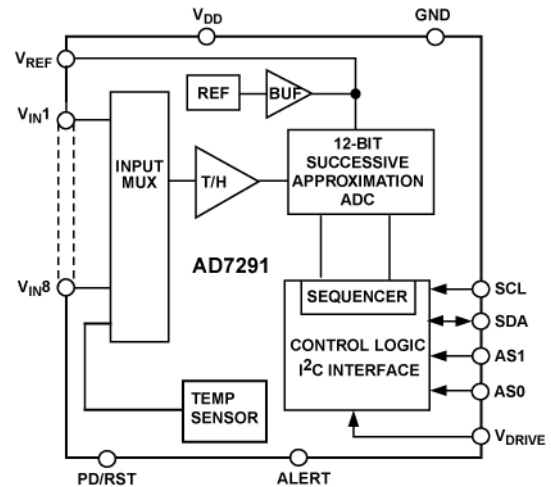 VDD
GND
VREF
REF
BUF
VIN1
INPUT
MUX
T/H
12-BIT
SUCCESSIVE
APPROXIMATION
ADC
AD7291
VIN8
SEQUENCER
CONTROL LOGIC
I²C INTERFACE
SCL
SDA
AS1
AS0
VDRIVE
TEMP
SENSOR
PD/RST
ALERT